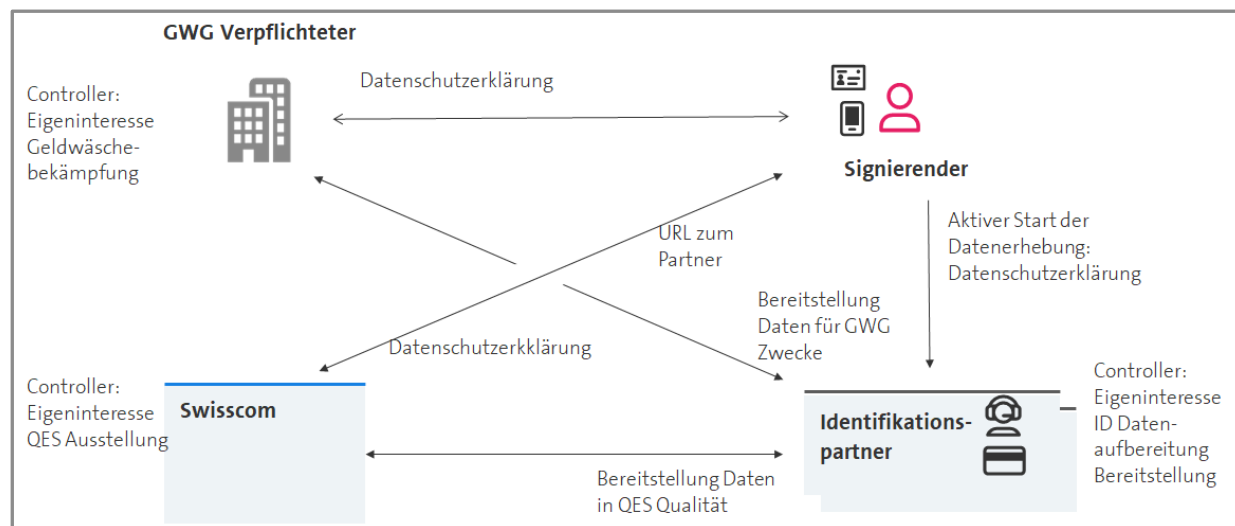 GWG Verpflichteter
Controller:
Eigeninteresse
Geldwäsche-
bekämpfung
Datenschutzerklärung
Signierender
Aktiver Start der
Datenerhebung:
Datenschutzerklärung
URL zum
Partner
Bereitstellung
Daten für GWG
Zwecke
Datenschutzerkklärung
Controller:
Eigeninteresse
QES Ausstellung
Swisscom
Identifikations-
partner
Controller:
Eigeninteresse
ID Daten-
aufbereitung
Bereitstellung
Bereitstellung Daten
in QES Qualität